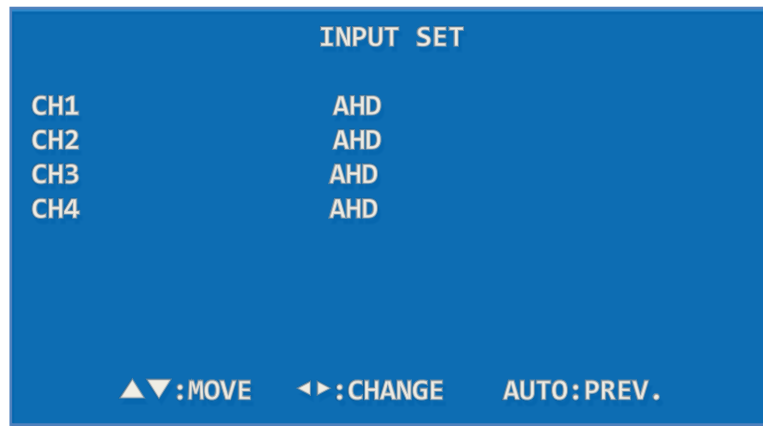 INPUT SET
CH1 AHD
CH2 AHD
CH3 AHD
CH4 AHD
▲▼:MOVE ◄►:CHANGE AUTO:PREV.